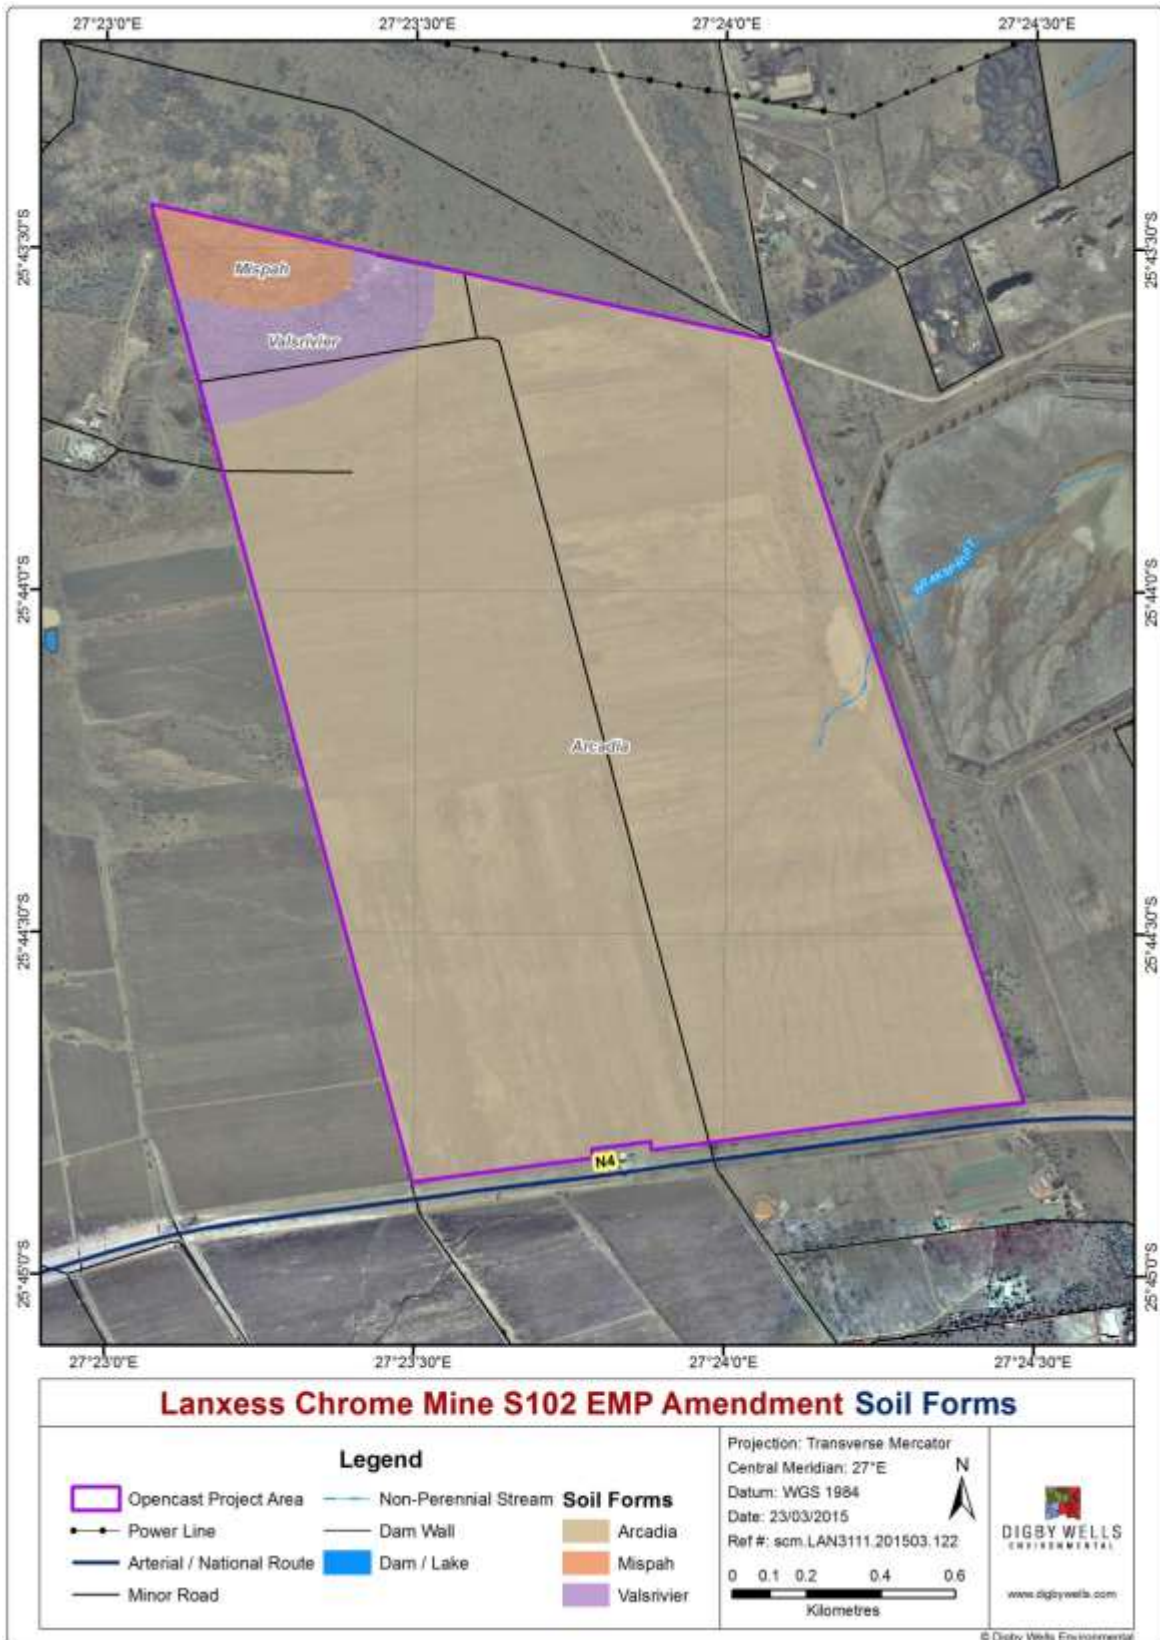 27°23'0"E 27°23'30"E 27°24'0"E 27°24'30"E
25°43'30"S 25°43'30"S
Mispah
Valsrivier
25°44'0"S 25°44'0"S
Arcadia
25°44'30"S 25°44'30"S
N4
25°45'0"S 25°45'0"S
27°23'0"E 27°23'30"E 27°24'0"E 27°24'30"E
Lanxess Chrome Mine S102 EMP Amendment Soil Forms
Legend
Opencast Project Area
Power Line
Arterial / National Route
Minor Road
Non-Perennial Stream
Dam Wall
Dam / Lake
Soil Forms
Arcadia
Mispah
Valsrivier
Projection: Transverse Mercator
Central Meridian: 27°E
Datum: WGS 1984
Date: 23/03/2015
Ref #: scm.LAN3111.201503.122
N
0 0.1 0.2 0.4 0.6
Kilometres
DIGBY WELLS
ENVIRONMENTAL
www.digbywells.com
© Digby Wells Environmental